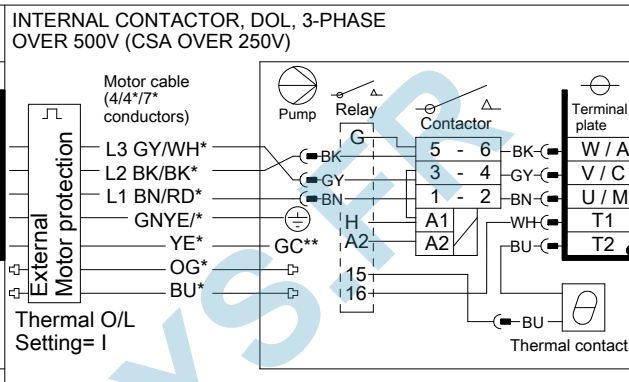 INTERNAL CONTACTOR, DOL, 3-PHASE
OVER 500V (CSA OVER 250V)
Motor cable
(4/4*/7*
conductors)
Pump
Relay
Contactor
Terminal
plate
External
Motor protection
L3 GY/WH*
L2 BK/BK*
L1 BN/RD*
GNYE/*
YE*
GC**
OG*
BU*
BK
GY
BN
G
H
A2
15
16
5 - 6
3 - 4
1 - 2
A1
A2
BK
GY
BN
WH
BU
W / A
V / C
U / M
T1
T2
BU
Thermal contact
Thermal O/L
Setting= I
YS.FR